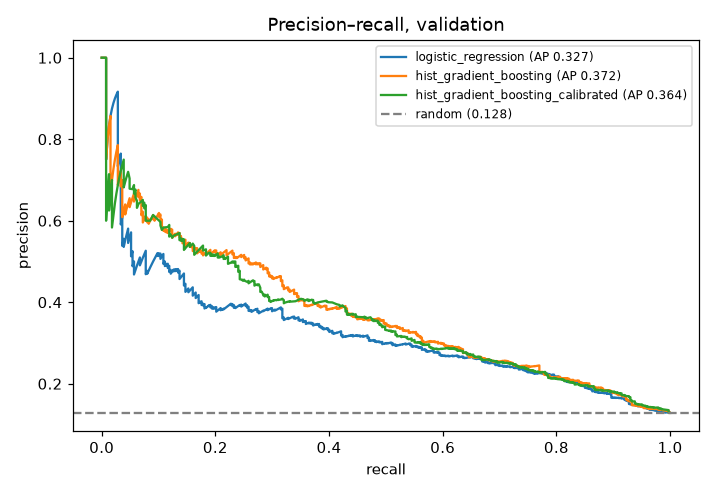 Precision–recall, validation
logistic_regression (AP 0.327)
hist_gradient_boosting (AP 0.372)
hist_gradient_boosting_calibrated (AP 0.364)
random (0.128)
precision
1.0
0.8
0.6
0.4
0.2
0.0 0.2 0.4 0.6 0.8 1.0
recall